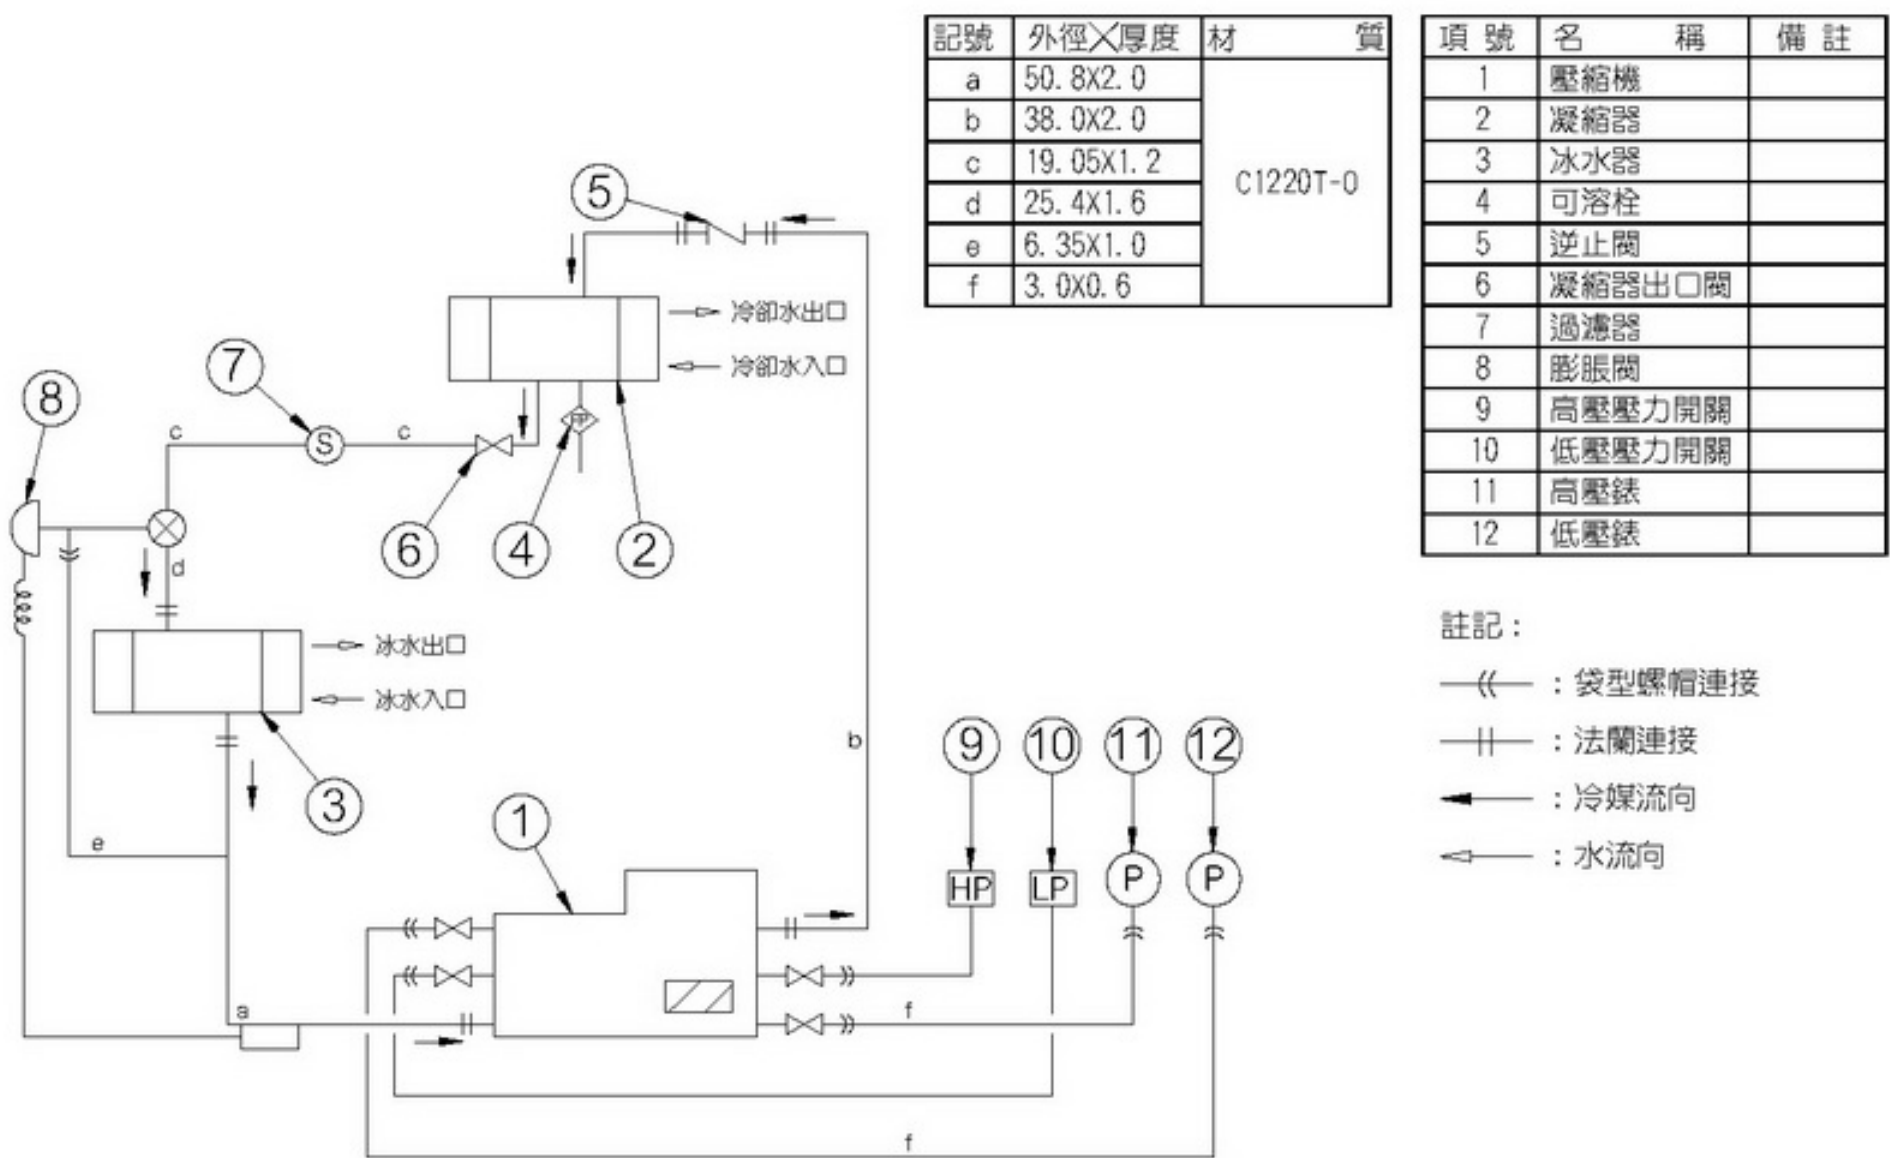 記號 外徑X厚度 材 質
a 50.8X2.0
b 38.0X2.0
c 19.05X1.2
d 25.4X1.6
e 6.35X1.0
f 3.0X0.6
C1220T-0
項 號 名 稱 備 註
1 壓縮機
2 凝縮器
3 冰水器
4 可溶栓
5 逆止閥
6 凝縮器出口閥
7 過濾器
8 膨脹閥
9 高壓壓力開關
10 低壓壓力開關
11 高壓錶
12 低壓錶
5
冷卻水出口
冷卻水入口
7
8
c
S
c
6
4
2
d
冰水出口
冰水入口
3
e
b
1
9
10
11
12
HP
LP
P
P
a
f
f
註記:
:袋型螺帽連接
:法蘭連接
:冷媒流向
:水流向